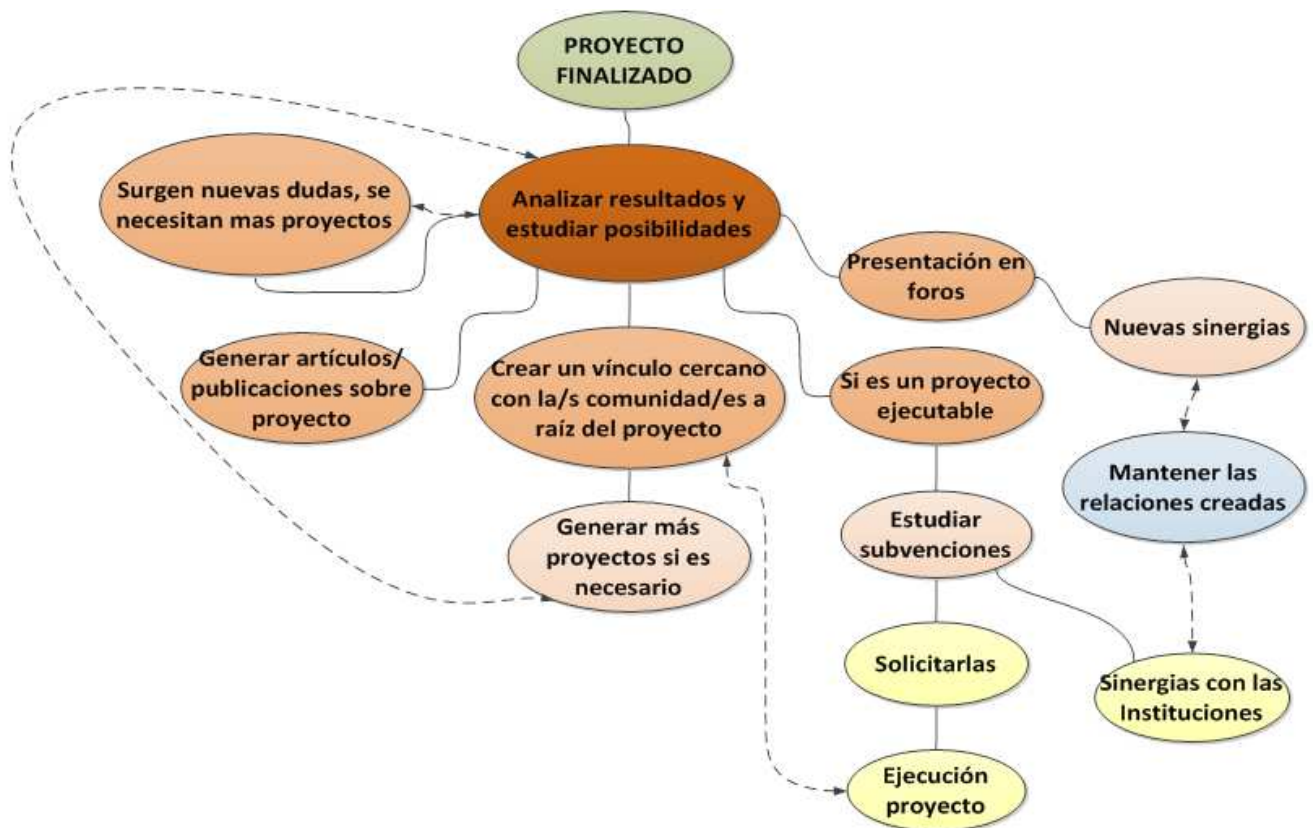 PROYECTO
FINALIZADO
Surgen nuevas dudas, se
necesitan mas proyectos
Analizar resultados y
estudiar posibilidades
Presentación en
foros
Nuevas sinergias
Generar artículos/
publicaciones sobre
proyecto
Crear un vínculo cercano
con la/s comunidad/es a
raíz del proyecto
Si es un proyecto
ejecutable
Mantener las
relaciones creadas
Generar más
proyectos si es
necesario
Estudiar
subvenciones
Solicitarlas
Sinergias con las
Instituciones
Ejecución
proyecto